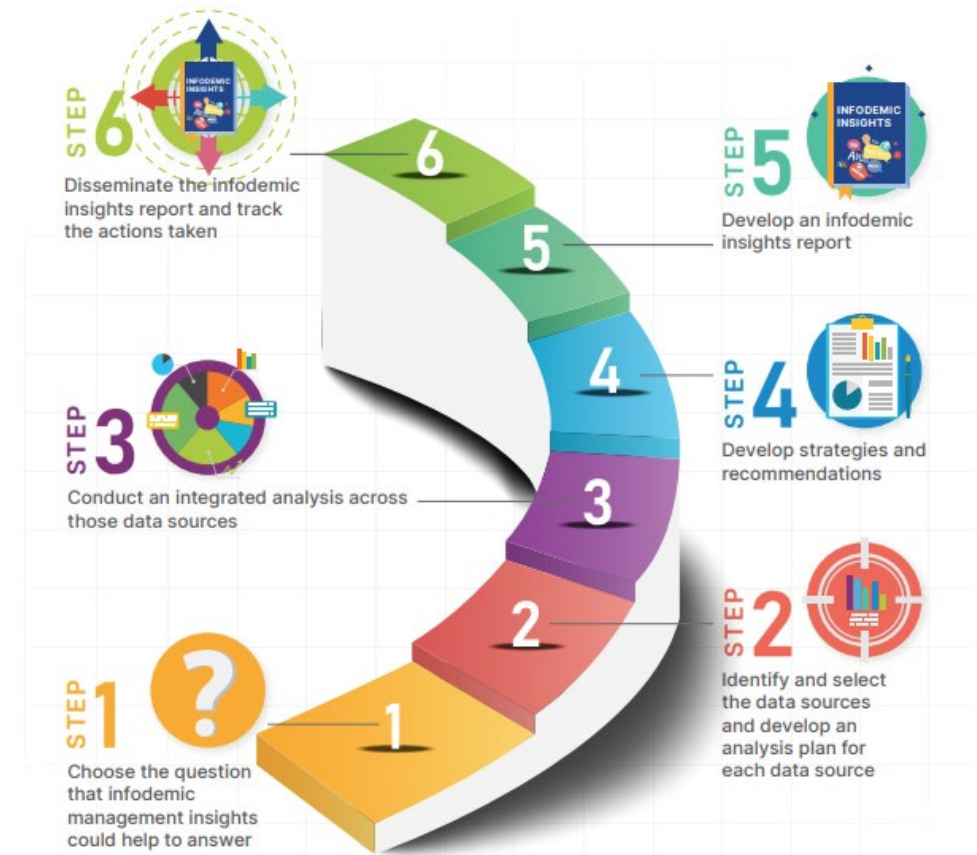 STEP 6
INFODEMIC
INSIGHTS
Disseminate the infodemic
insights report and track
the actions taken
STEP 5
INFODEMIC
INSIGHTS
Develop an infodemic
insights report
STEP 4
Develop strategies and
recommendations
STEP 3
Conduct an integrated analysis across
those data sources
STEP 2
Identify and select
the data sources
and develop an
analysis plan for
each data source
STEP 1
Choose the question
that infodemic
management insights
could help to answer
?
6
5
4
3
2
1